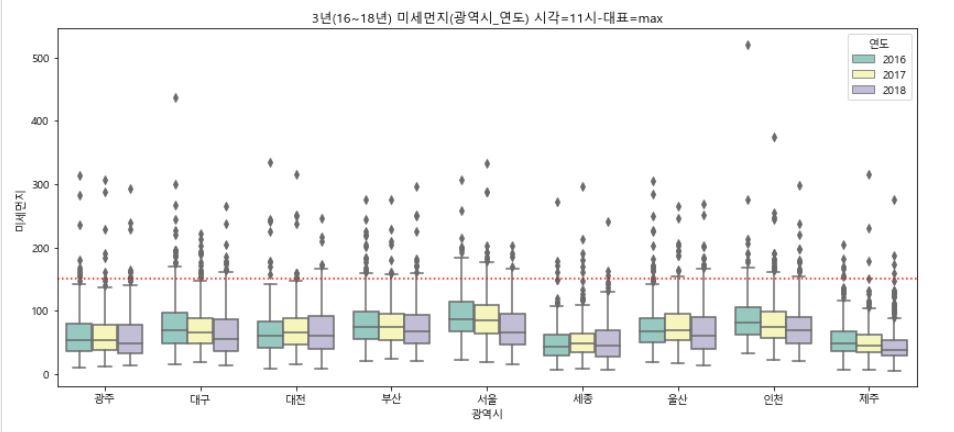 3년(16~18년) 미세먼지(광역시_연도) 시각=11시-대표=max
연도
2016
2017
2018
500
400
300
200
100
0
미세먼지
광주 대구 대전 부산 서울 세종 울산 인천 제주
광역시